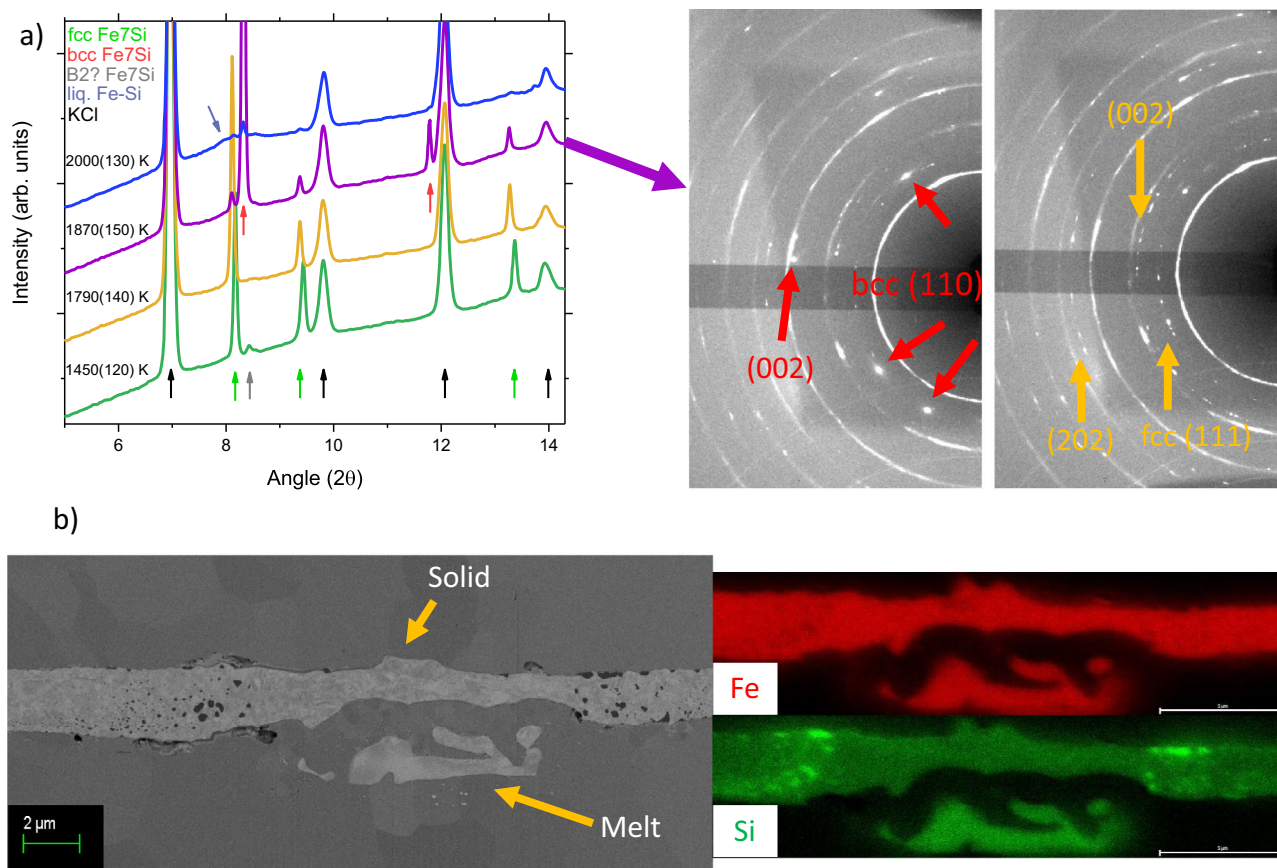 a)
fcc Fe7Si
bcc Fe7Si
B2? Fe7Si
liq. Fe-Si
KCl
2000(130) K
1870(150) K
1790(140) K
1450(120) K
Intensity (arb. units)
6 8 10 12 14
Angle (2θ)
bcc (110)
(002)
(002)
(202)
fcc (111)
b)
Solid
Melt
2 μm
Fe
5μm
Si
5μm